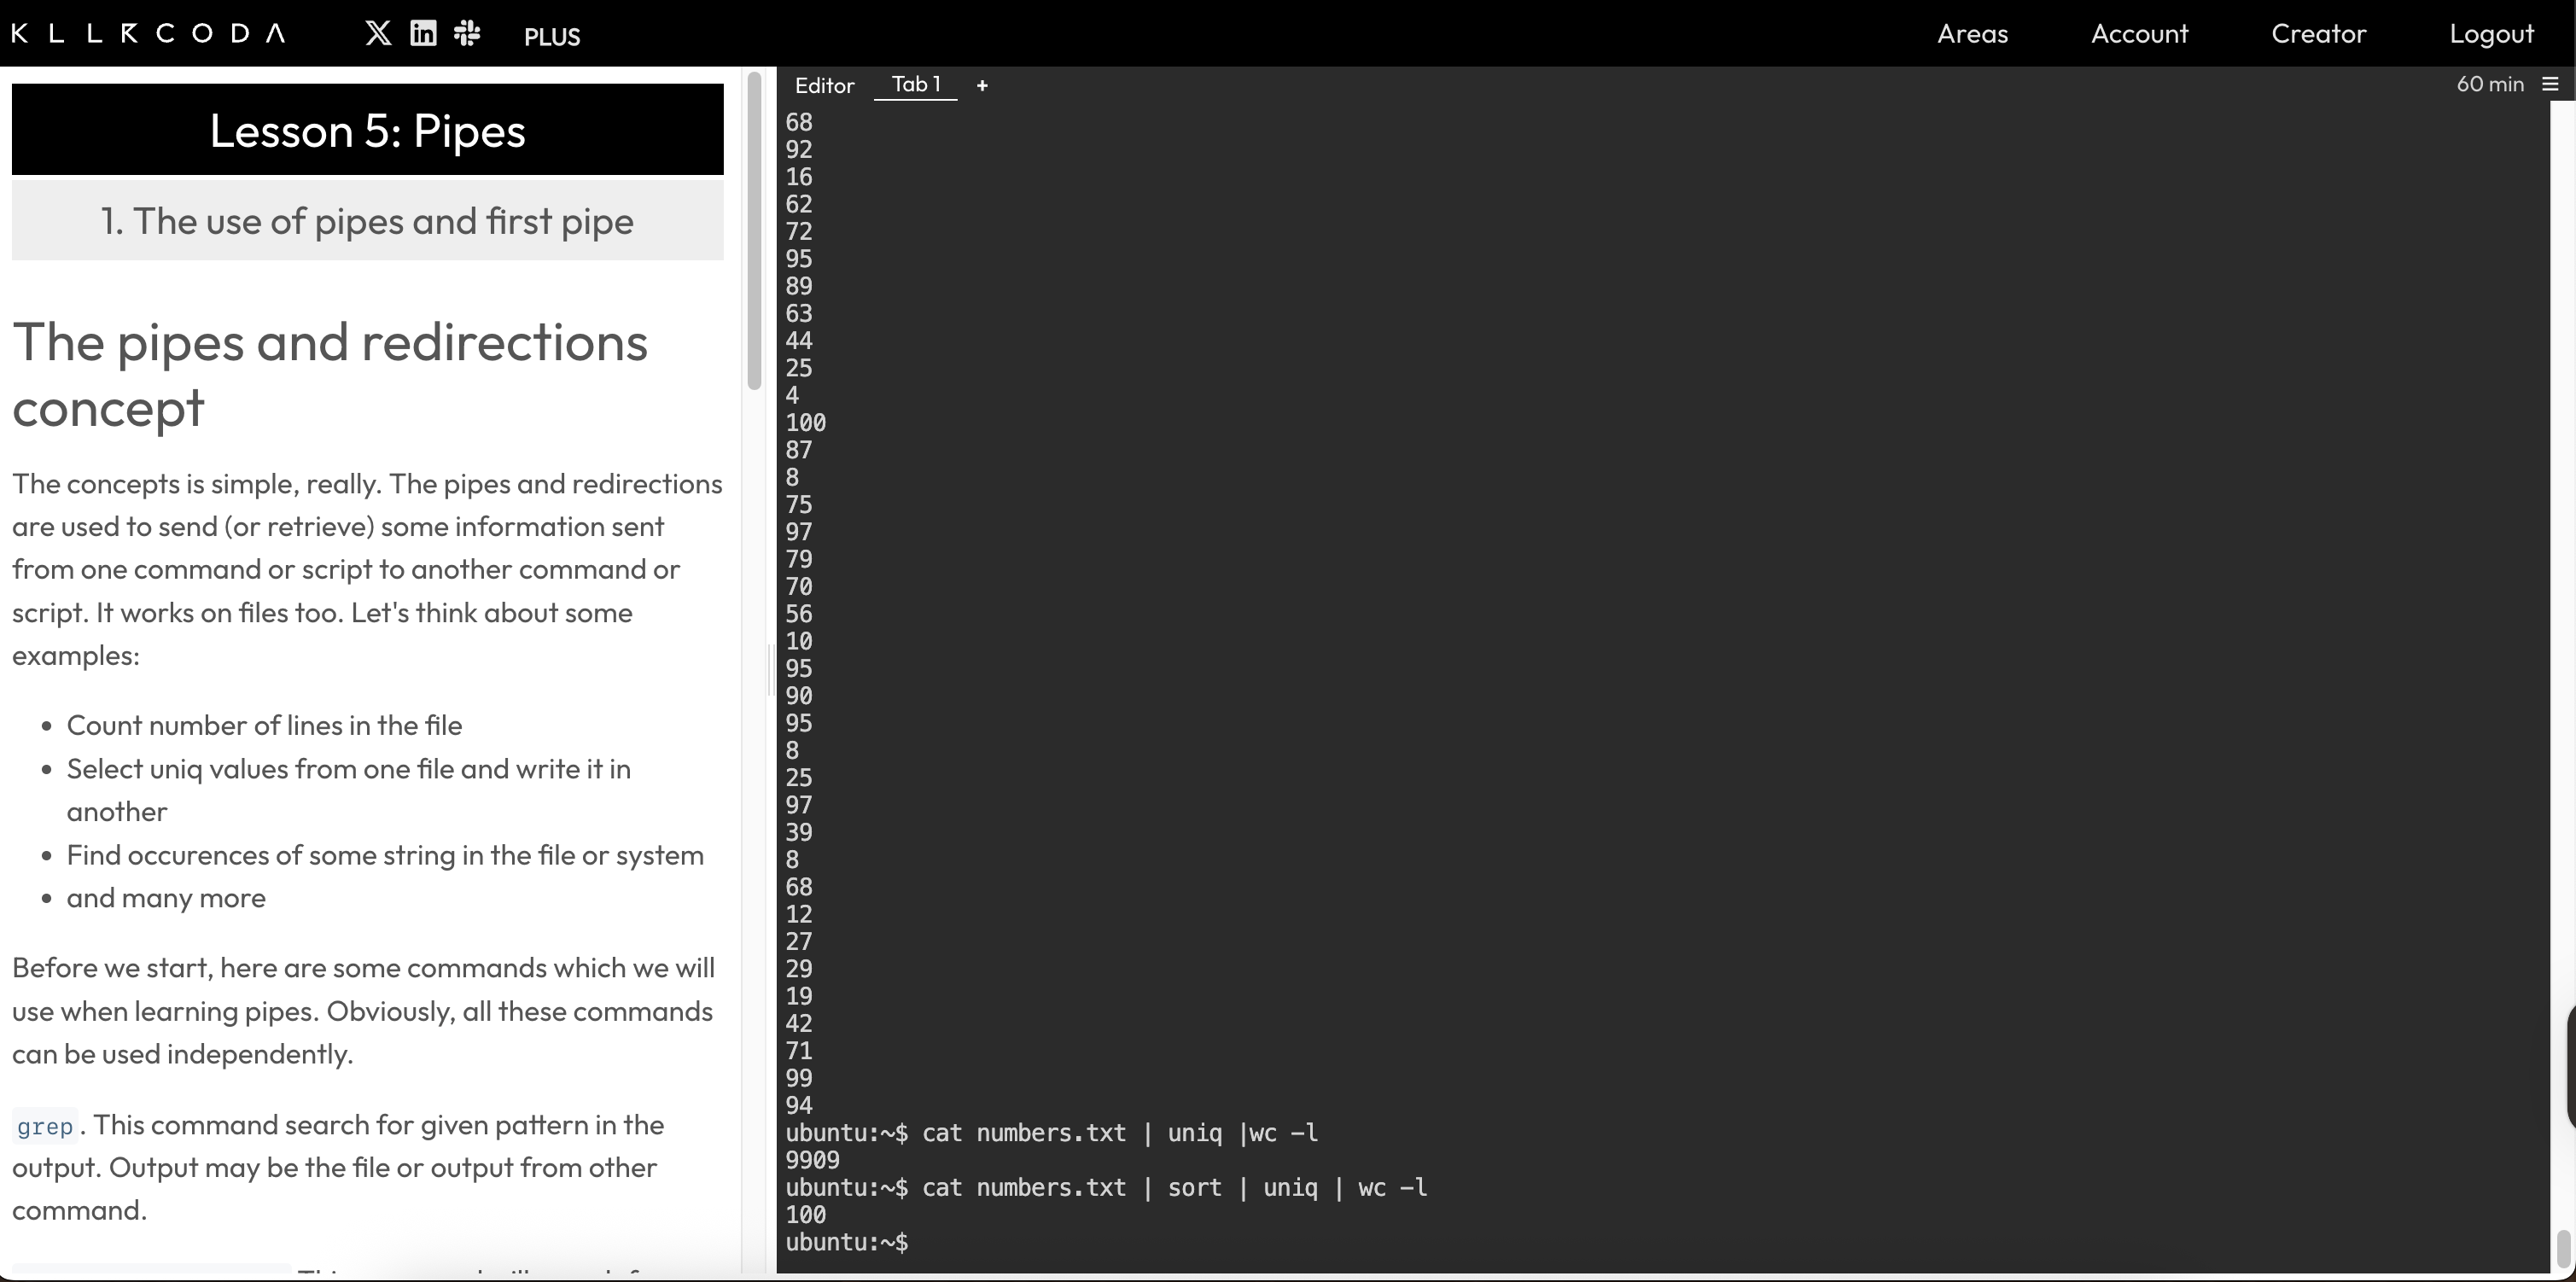 KLLRCODA PLUS Areas Account Creator Logout
Lesson 5: Pipes
1. The use of pipes and first pipe
The pipes and redirections
concept
The concepts is simple, really. The pipes and redirections
are used to send (or retrieve) some information sent
from one command or script to another command or
script. It works on files too. Let's think about some
examples:
Count number of lines in the file
Select uniq values from one file and write it in
another
Find occurences of some string in the file or system
and many more
Before we start, here are some commands which we will
use when learning pipes. Obviously, all these commands
can be used independently.
grep. This command search for given pattern in the
output. Output may be the file or output from other
command.
Editor Tab 1 + 60 min
68
92
16
62
72
95
89
63
44
25
4
100
87
8
75
97
79
70
56
10
95
90
95
8
25
97
39
8
68
12
27
29
19
42
71
99
94
ubuntu:~$ cat numbers.txt | uniq |wc -l
9909
ubuntu:~$ cat numbers.txt | sort | uniq | wc -l
100
ubuntu:~$